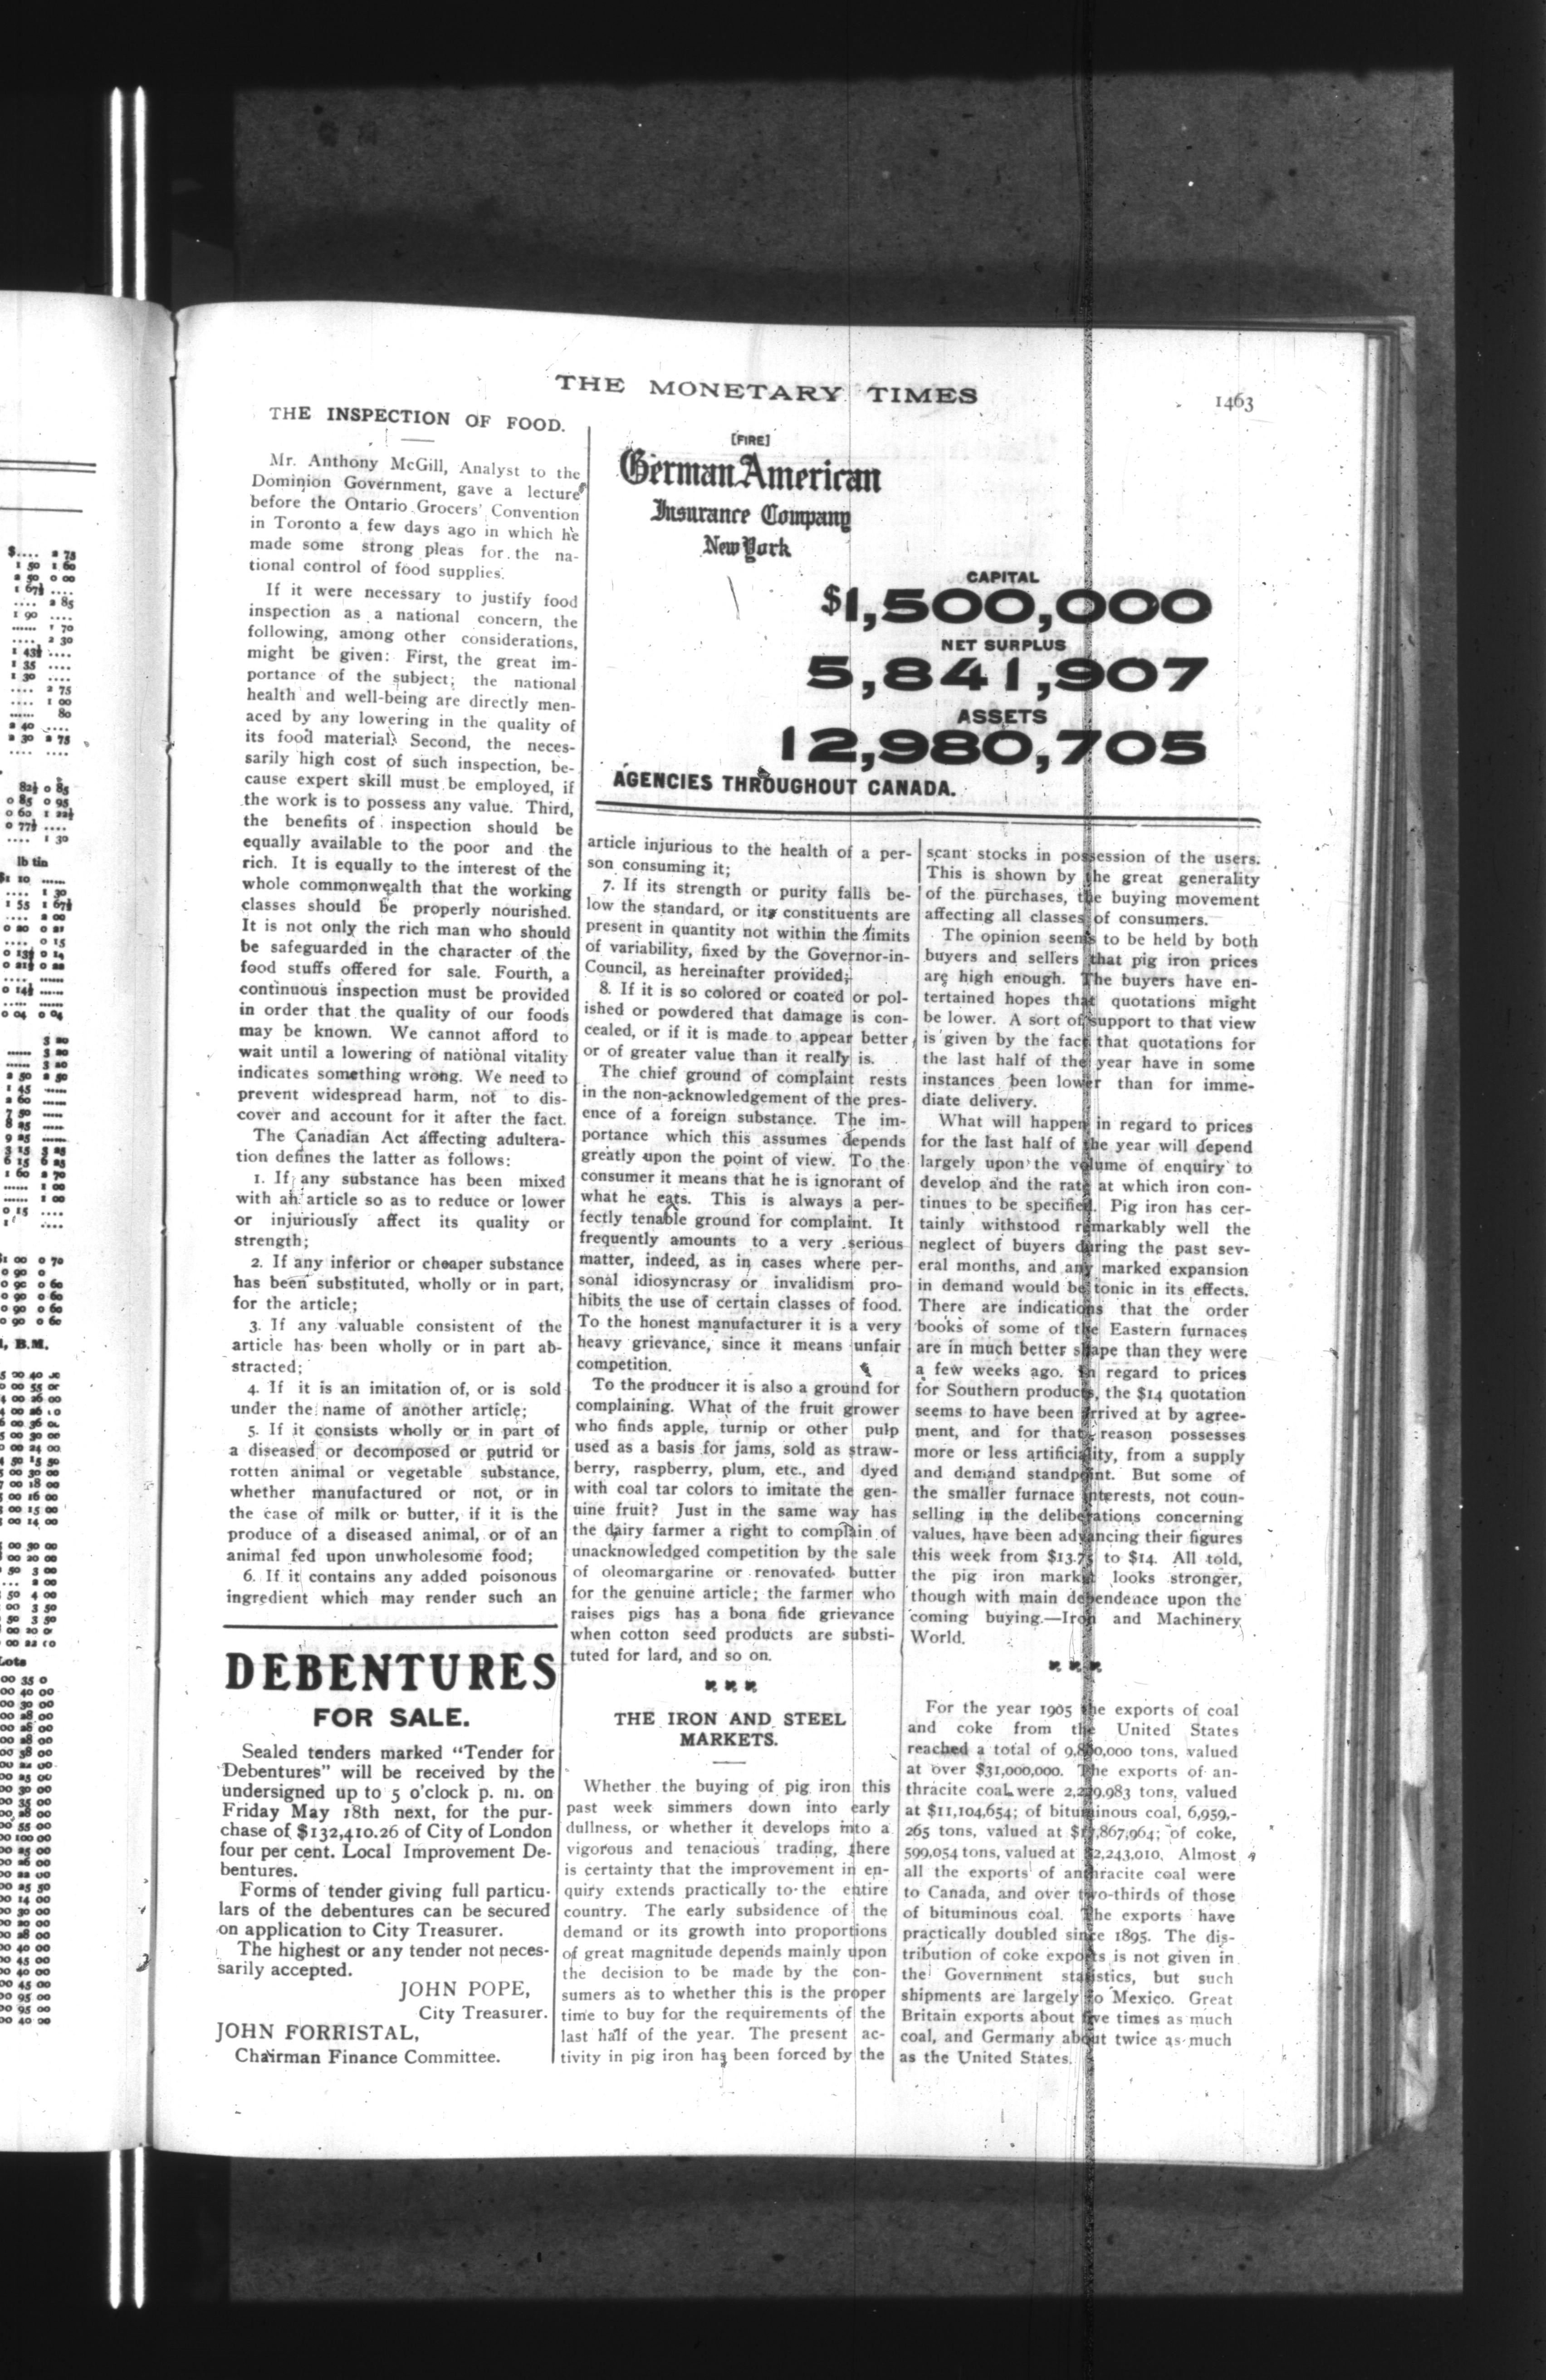 THE MONETARY TIMES
1463
THE INSPECTION OF FOOD.
Mr. Anthony McGill, Analyst to the
Dominion Government, gave a lecture
before the Ontario Grocers' Convention
in Toronto a few days ago in which he
made some strong pleas for the na-
tional control of food supplies.
If it were necessary to justify food
inspection as a national concern, the
following, among other considerations,
might be given: First, the great im-
portance of the subject; the national
health and well-being are directly men-
aced by any lowering in the quality of
its food material. Second, the neces-
sarily high cost of such inspection, be-
cause expert skill must be employed, if
the work is to possess any value. Third,
the benefits of inspection should be
equally available to the poor and the
rich. It is equally to the interest of the
whole commonwealth that the working
classes should be properly nourished.
It is not only the rich man who should
be safeguarded in the character of the
food stuffs offered for sale. Fourth, a
continuous inspection must be provided
in order that the quality of our foods
may be known. We cannot afford to
wait until a lowering of national vitality
indicates something wrong. We need to
prevent widespread harm, not to dis-
cover and account for it after the fact.
The Canadian Act affecting adultera-
tion defines the latter as follows:
1. If any substance has been mixed
with an article so as to reduce or lower
or injuriously affect its quality or
strength;
2. If any inferior or cheaper substance
has been substituted, wholly or in part,
for the article;
3. If any valuable consistent of the
article has been wholly or in part ab-
stracted;
4. If it is an imitation of, or is sold
under the name of another article;
5. If it consists wholly or in part of
a diseased or decomposed or putrid or
rotten animal or vegetable substance,
whether manufactured or not, or in
the case of milk or butter, if it is the
produce of a diseased animal, or of an
animal fed upon unwholesome food;
6. If it contains any added poisonous
ingredient which may render such an
DEBENTURES
FOR SALE.
Sealed tenders marked "Tender for
Debentures" will be received by the
undersigned up to 5 o'clock p. m. on
Friday May 18th next, for the pur-
chase of $132,410.26 of City of London
four per cent. Local Improvement De-
bentures.
Forms of tender giving full particu-
lars of the debentures can be secured
on application to City Treasurer.
The highest or any tender not neces-
sarily accepted.
JOHN POPE,
City Treasurer.
JOHN FORRISTAL,
Chairman Finance Committee.
[FIRE]
German American
Insurance Company
New York
CAPITAL
$1,500,000
NET SURPLUS
5,841,907
ASSETS
12,980,705
AGENCIES THROUGHOUT CANADA.
article injurious to the health of a per-
son consuming it;
7. If its strength or purity falls be-
low the standard, or its constituents are
present in quantity not within the limits
of variability, fixed by the Governor-in-
Council, as hereinafter provided;
8. If it is so colored or coated or pol-
ished or powdered that damage is con-
cealed, or if it is made to appear better
or of greater value than it really is.
The chief ground of complaint rests
in the non-acknowledgement of the pres-
ence of a foreign substance. The im-
portance which this assumes depends
greatly upon the point of view. To the
consumer it means that he is ignorant of
what he eats. This is always a per-
fectly tenable ground for complaint. It
frequently amounts to a very serious
matter, indeed, as in cases where per-
sonal idiosyncrasy or invalidism pro-
hibits the use of certain classes of food.
To the honest manufacturer it is a very
heavy grievance, since it means unfair
competition.
To the producer it is also a ground for
complaining. What of the fruit grower
who finds apple, turnip or other pulp
used as a basis for jams, sold as straw-
berry, raspberry, plum, etc., and dyed
with coal tar colors to imitate the gen-
uine fruit? Just in the same way has
the dairy farmer a right to complain of
unacknowledged competition by the sale
of oleomargarine or renovated butter
for the genuine article; the farmer who
raises pigs has a bona fide grievance
when cotton seed products are substi-
tuted for lard, and so on.
THE IRON AND STEEL
MARKETS.
Whether the buying of pig iron this
past week simmers down into early
dullness, or whether it develops into a
vigorous and tenacious trading, there
is certainty that the improvement in en-
quiry extends practically to the entire
country. The early subsidence of the
demand or its growth into proportions
of great magnitude depends mainly upon
the decision to be made by the con-
sumers as to whether this is the proper
time to buy for the requirements of the
last half of the year. The present ac-
tivity in pig iron has been forced by the
scant stocks in possession of the users.
This is shown by the great generality
of the purchases, the buying movement
affecting all classes of consumers.
The opinion seems to be held by both
buyers and sellers that pig iron prices
are high enough. The buyers have en-
tertained hopes that quotations might
be lower. A sort of support to that view
is given by the fact that quotations for
the last half of the year have in some
instances been lower than for imme-
diate delivery.
What will happen in regard to prices
for the last half of the year will depend
largely upon the volume of enquiry to
develop and the rate at which iron con-
tinues to be specified. Pig iron has cer-
tainly withstood remarkably well the
neglect of buyers during the past sev-
eral months, and any marked expansion
in demand would be tonic in its effects.
There are indications that the order
books of some of the Eastern furnaces
are in much better shape than they were
a few weeks ago. In regard to prices
for Southern products, the $14 quotation
seems to have been arrived at by agree-
ment, and for that reason possesses
more or less artificiality, from a supply
and demand standpoint. But some of
the smaller furnace interests, not coun-
selling in the deliberations concerning
values, have been advancing their figures
this week from $13.75 to $14. All told,
the pig iron market looks stronger,
though with main dependence upon the
coming buying.—Iron and Machinery
World.
For the year 1905 the exports of coal
and coke from the United States
reached a total of tons, valued
at over $31,000,000. The exports of an-
thracite coal were tons, valued
at $11,104,654; of bituminous coal, 6,959,-
265 tons, valued at of coke,
599,054 tons, valued at $2,243,010. Almost
all the exports of anthracite coal were
to Canada, and over two-thirds of those
of bituminous coal. The exports have
practically doubled since 1895. The dis-
tribution of coke exports is not given in
the Government statistics, but such
shipments are largely to Mexico. Great
Britain exports about five times as much
coal, and Germany about twice as much
as the United States.